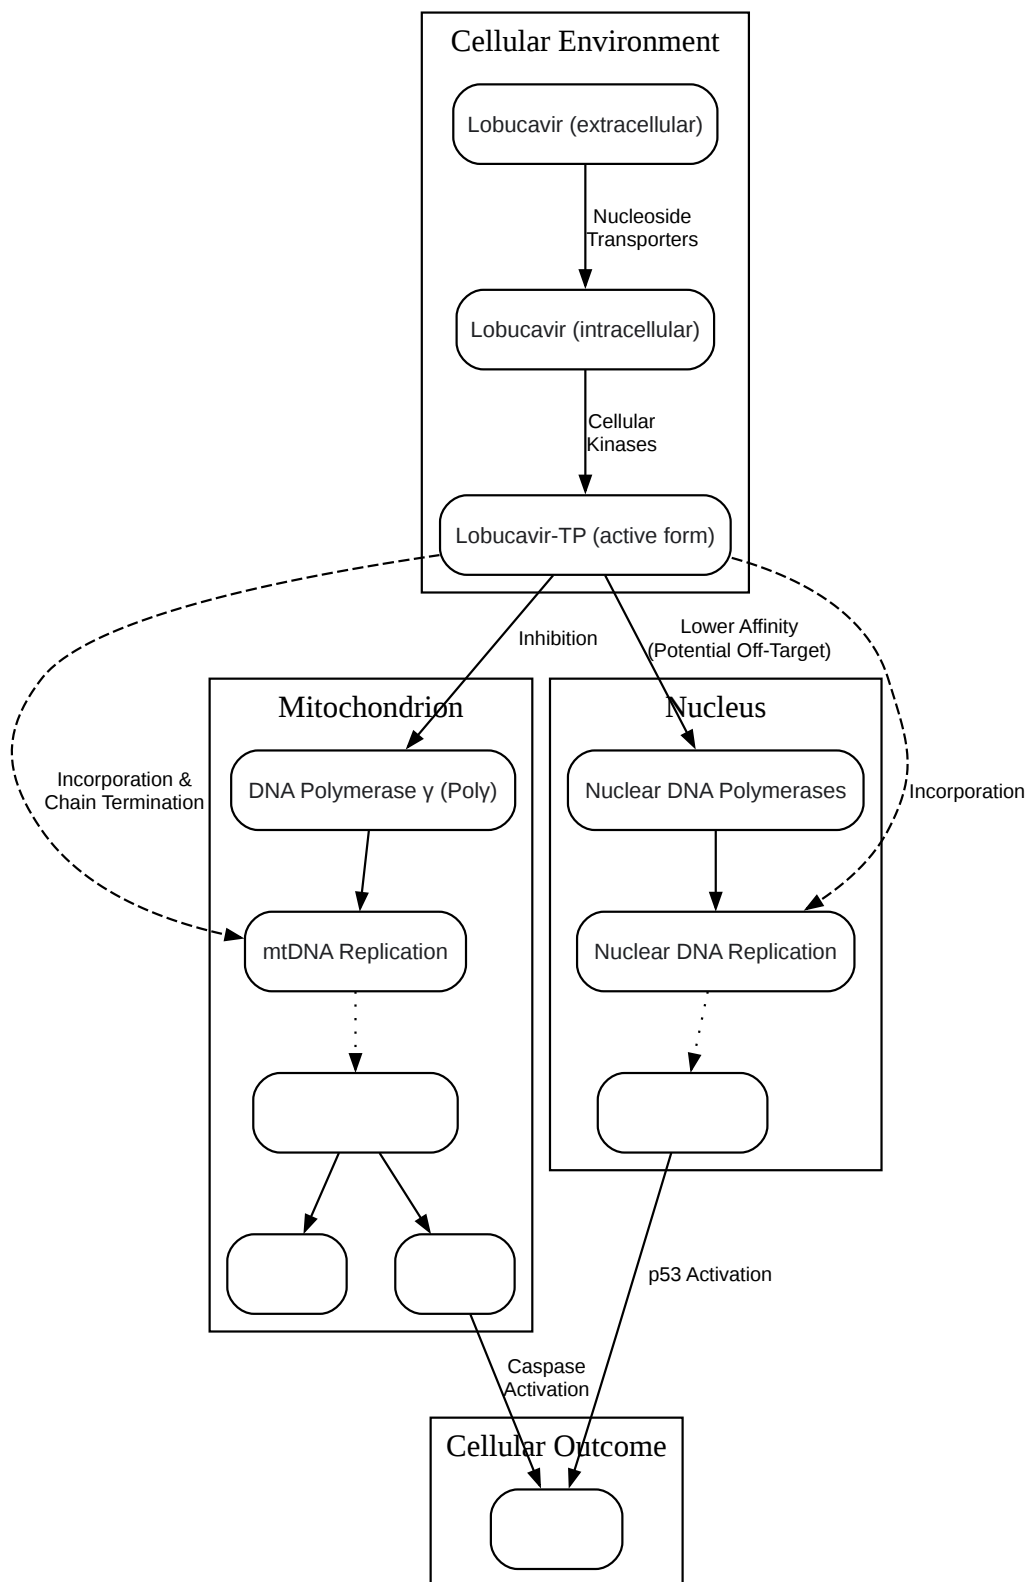 Cellular Environment
Lobucavir (extracellular)
Nucleoside
Transporters
Lobucavir (intracellular)
Cellular
Kinases
Lobucavir-TP (active form)
Inhibition
Lower Affinity
(Potential Off-Target)
Mitochondrion
Nucleus
Incorporation &
Chain Termination
DNA Polymerase γ (Polγ)
Nuclear DNA Polymerases
Incorporation
mtDNA Replication
Nuclear DNA Replication
p53 Activation
Caspase
Activation
Cellular Outcome